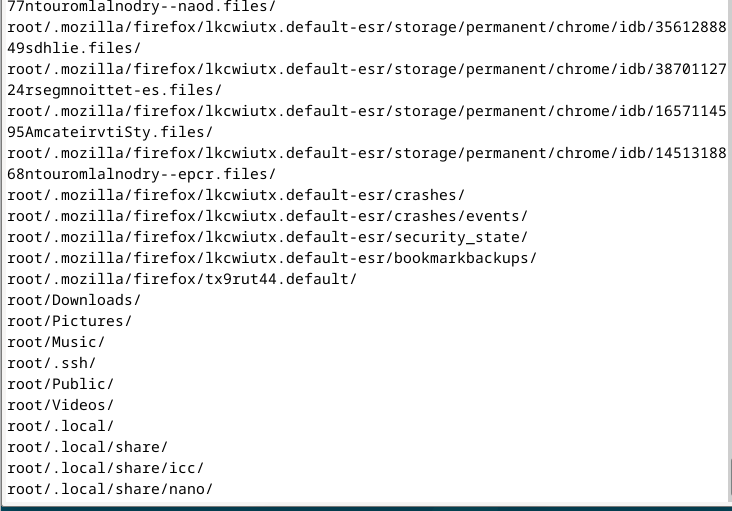 77ntouromlalnodry--naod.files/
root/.mozilla/firefox/lkcwiutx.default-esr/storage/permanent/chrome/idb/35612888
49sdhlie.files/
root/.mozilla/firefox/lkcwiutx.default-esr/storage/permanent/chrome/idb/38701127
24rsegmnoittet-es.files/
root/.mozilla/firefox/lkcwiutx.default-esr/storage/permanent/chrome/idb/16571145
95AmcateirvtiSty.files/
root/.mozilla/firefox/lkcwiutx.default-esr/storage/permanent/chrome/idb/14513188
68ntouromlalnodry--epcr.files/
root/.mozilla/firefox/lkcwiutx.default-esr/crashes/
root/.mozilla/firefox/lkcwiutx.default-esr/crashes/events/
root/.mozilla/firefox/lkcwiutx.default-esr/security_state/
root/.mozilla/firefox/lkcwiutx.default-esr/bookmarkbackups/
root/.mozilla/firefox/tx9rut44.default/
root/Downloads/
root/Pictures/
root/Music/
root/.ssh/
root/Public/
root/Videos/
root/.local/
root/.local/share/
root/.local/share/icc/
root/.local/share/nano/